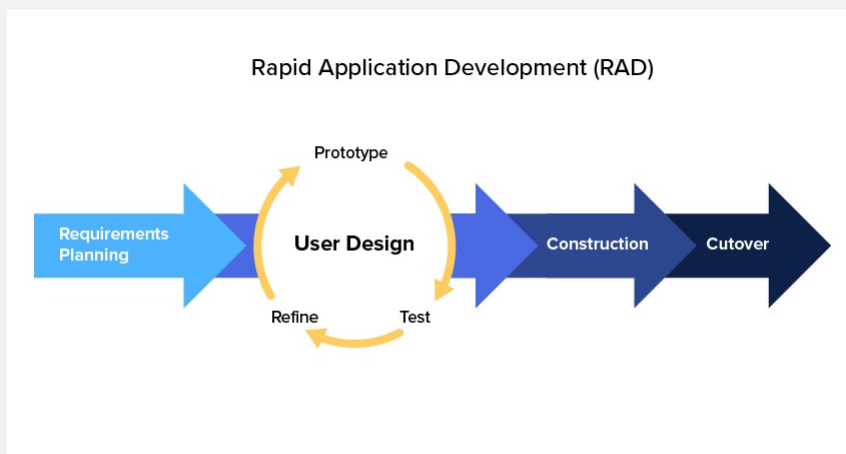 Rapid Application Development (RAD)
Prototype
Requirements
Planning
User Design
Construction
Cutover
Refine
Test